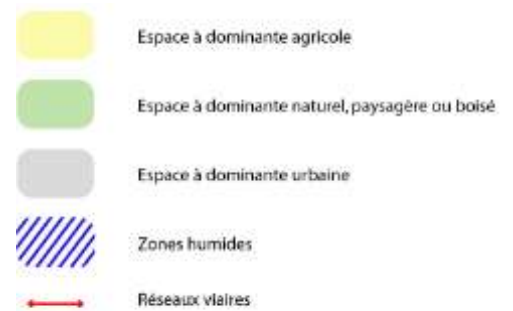 Espace à dominante agricole
Espace à dominante naturel, paysagère ou boisé
Espace à dominante urbaine
Zones humides
Réseaux viaires